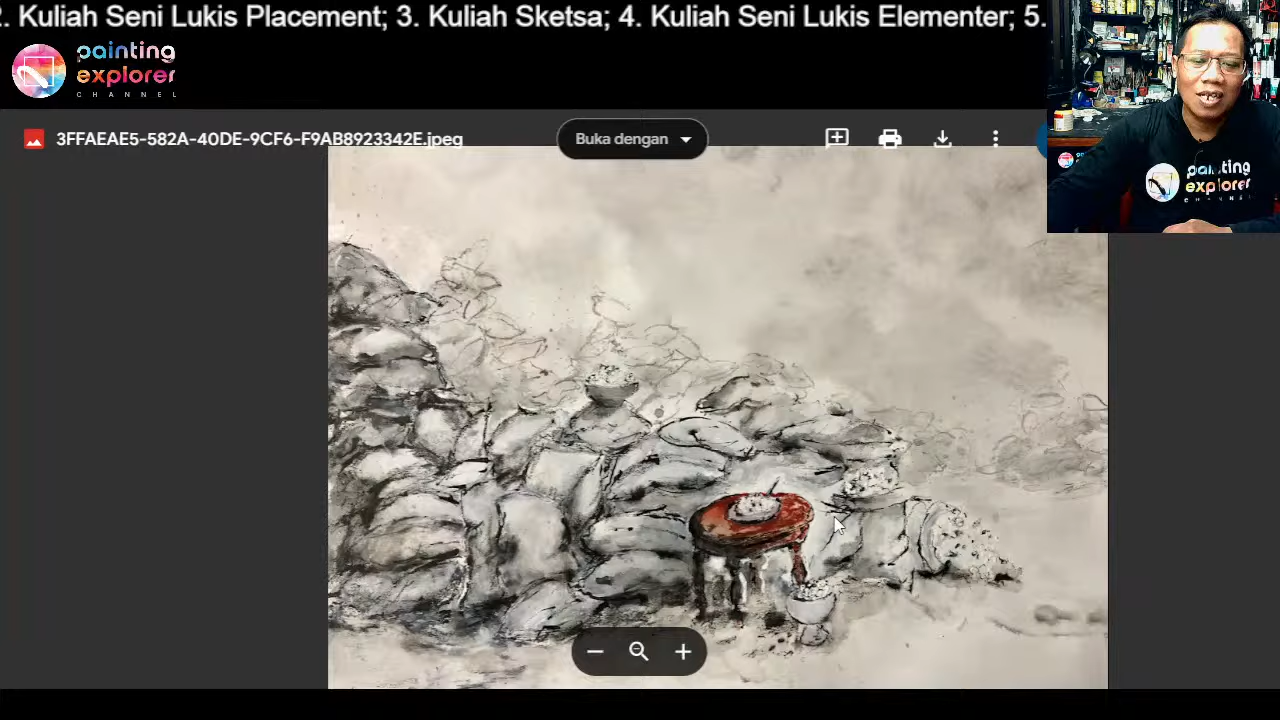 2. Kuliah Seni Lukis Placement; 3. Kuliah Sketsa; 4. Kuliah Seni Lukis Elementer; 5.
painting
explorer
CHANNEL
3FFAEAE5-582A-40DE-9CF6-F9AB8923342E.jpeg
Buka dengan
painting
explorer